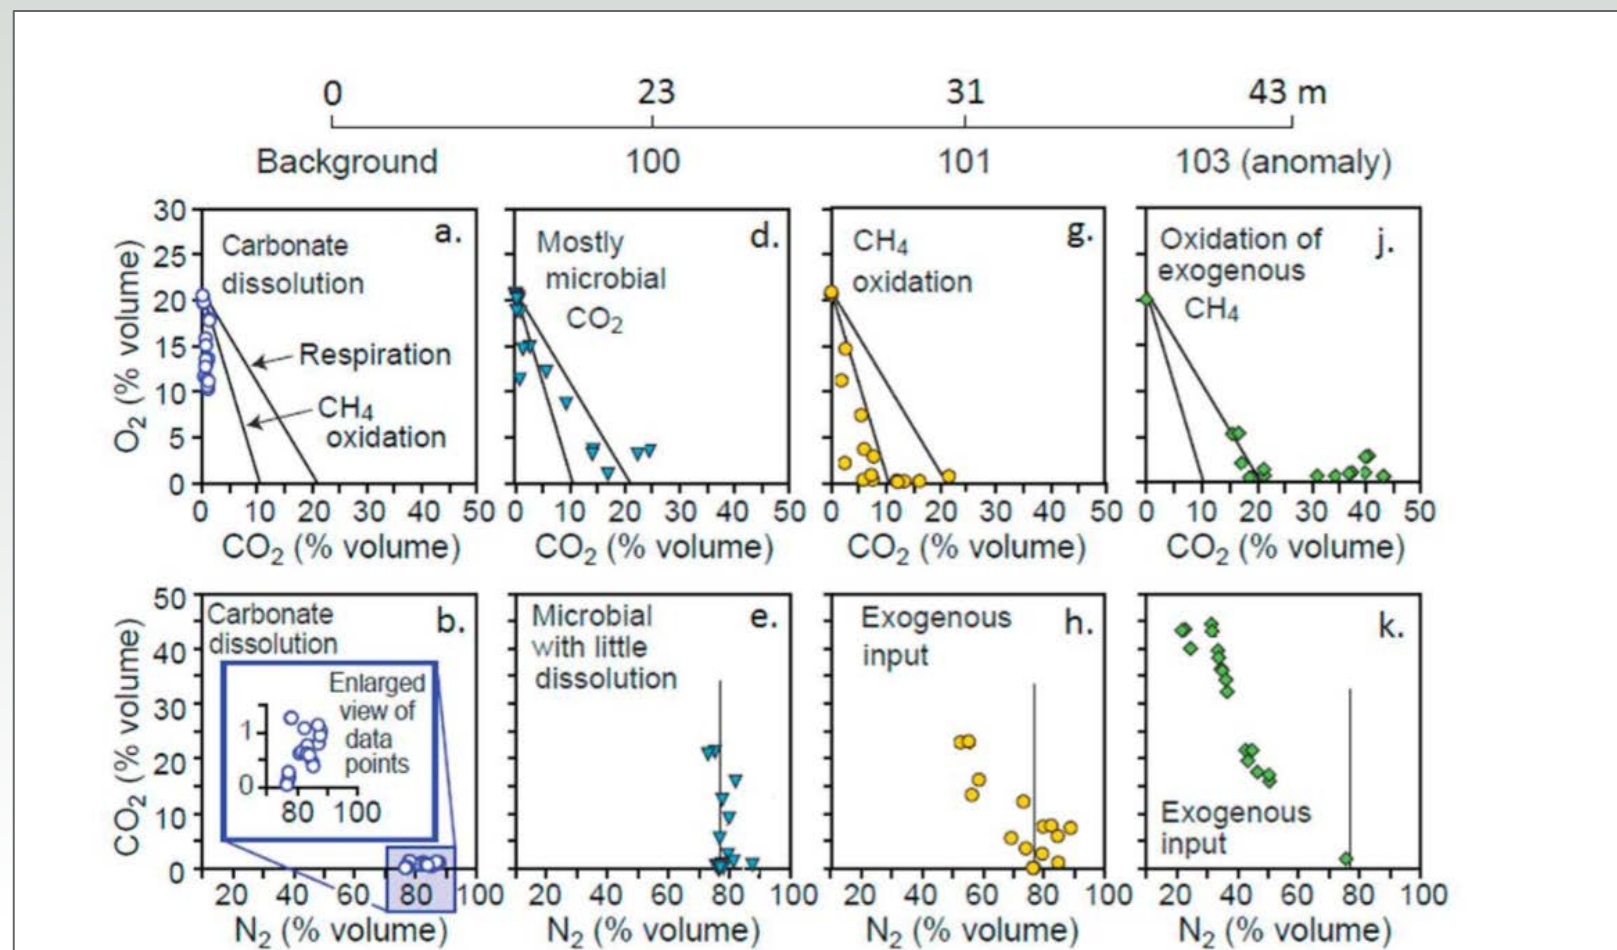 0 23 31 43 m
Background 100 101 103 (anomaly)
O₂ (% volume)
30
25
20
15
10
5
0
a.
Carbonate
dissolution
Respiration
CH₄
oxidation
0 10 20 30 40 50
CO₂ (% volume)
d.
Mostly
microbial
CO₂
0 10 20 30 40 50
CO₂ (% volume)
g.
CH₄
oxidation
0 10 20 30 40 50
CO₂ (% volume)
j.
Oxidation of
exogenous
CH₄
0 10 20 30 40 50
CO₂ (% volume)
CO₂ (% volume)
50
40
30
20
10
0
b.
Carbonate
dissolution
Enlarged
view of
data
points
1
0
80 100
20 40 60 80 100
N₂ (% volume)
e.
Microbial
with little
dissolution
20 40 60 80 100
N₂ (% volume)
h.
Exogenous
input
20 40 60 80 100
N₂ (% volume)
k.
Exogenous
input
20 40 60 80 100
N₂ (% volume)